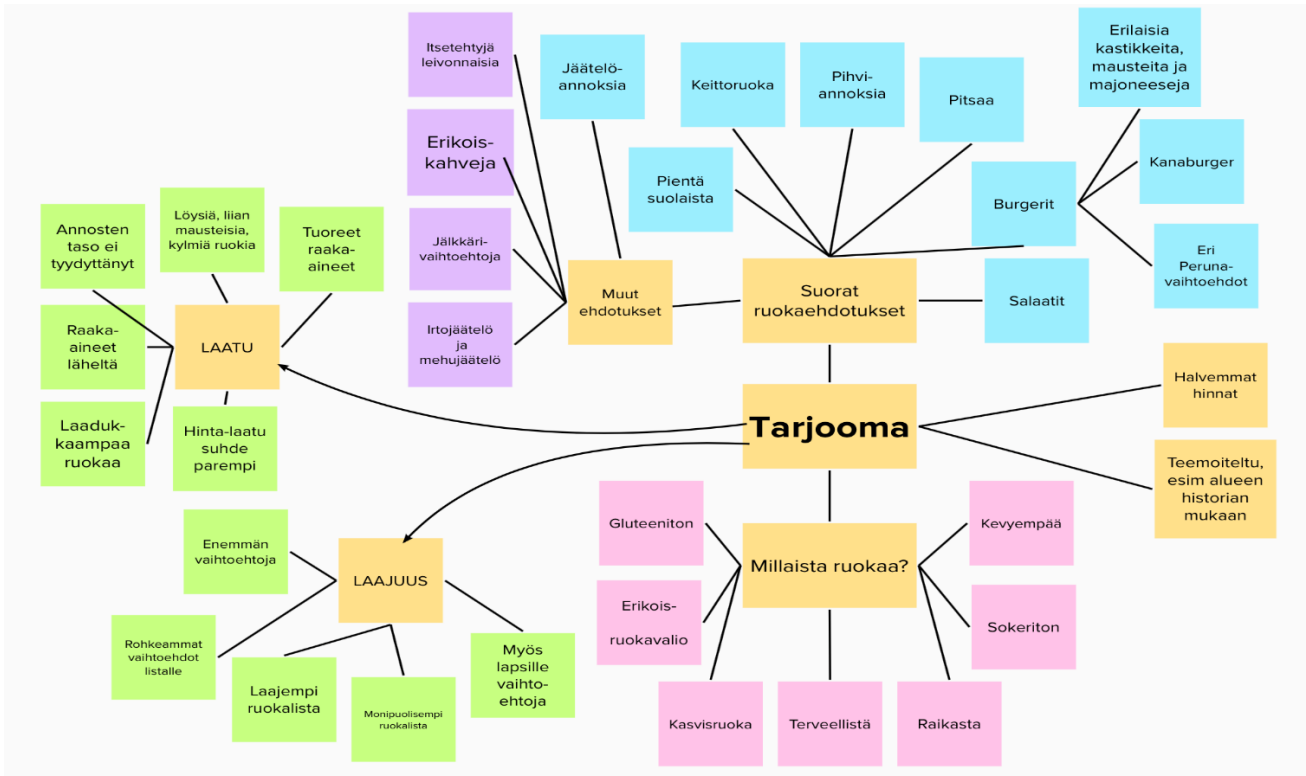 Itsetehtyjä
leivonnaisia
Jäätelö-
annoksia
Keittoruoka
Pihvi-
annoksia
Pitsaa
Erilaisia
kastikkeita,
mausteita ja
majoneeseja
Erikois-
kahveja
Pientä
suolaista
Burgerit
Kanaburger
Annosten
taso ei
tyydyttänyt
Löysiä, liian
mausteisia,
kylmiä ruokia
Tuoreet
raaka-
aineet
Jälkkäri-
vaihtoehtoja
Eri
Peruna-
vaihtoehdot
Muut
ehdotukset
Suorat
ruokaehdotukset
Salaatit
Raaka-
aineet
läheltä
LAATU
Irtojäätelö
ja
mehujäätelö
Halvemmat
hinnat
Laaduk-
kaampaa
ruokaa
Hinta-laatu
suhde
parempi
Tarjooma
Teemoiteltu,
esim alueen
historian
mukaan
Enemmän
vaihtoehtoja
LAAJUUS
Gluteeniton
Millaista ruokaa?
Kevyempää
Erikois-
ruokavalio
Sokeriton
Rohkeammat
vaihtoehdot
listalle
Laajempi
ruokalista
Monipuolisempi
ruokalista
Myös
lapsille
vaihto-
ehtoja
Kasvisruoka
Terveellistä
Raikasta